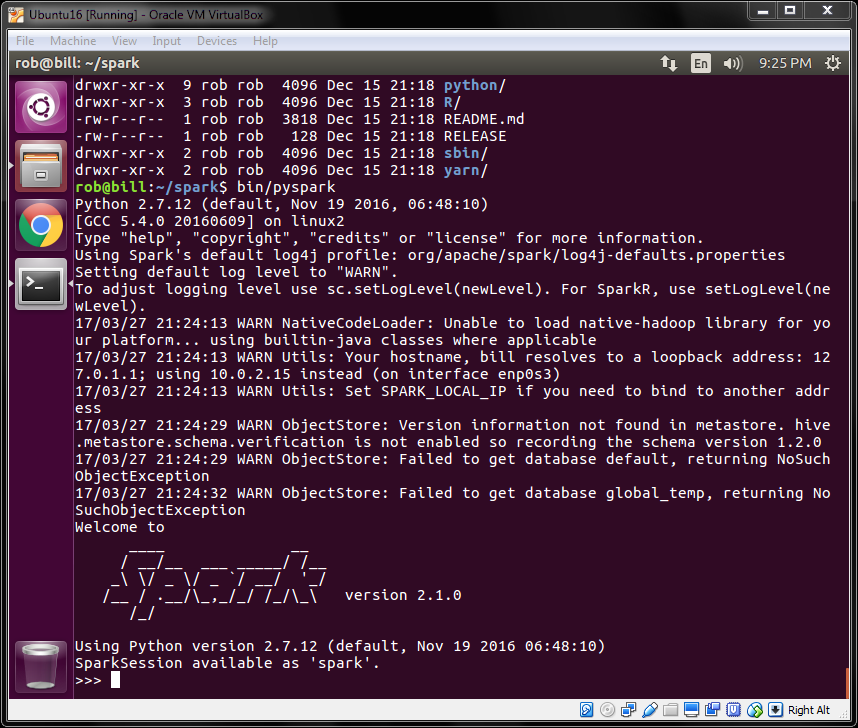 Ubuntu16 [Running] - Oracle VM VirtualBox
File Machine View Input Devices Help
rob@bill: ~/spark En 9:25 PM
drwxr-xr-x 9 rob rob 4096 Dec 15 21:18 python/
drwxr-xr-x 3 rob rob 4096 Dec 15 21:18 R/
-rw-r--r-- 1 rob rob 3818 Dec 15 21:18 README.md
-rw-r--r-- 1 rob rob 128 Dec 15 21:18 RELEASE
drwxr-xr-x 2 rob rob 4096 Dec 15 21:18 sbin/
drwxr-xr-x 2 rob rob 4096 Dec 15 21:18 yarn/
rob@bill:~/spark$ bin/pyspark
Python 2.7.12 (default, Nov 19 2016, 06:48:10)
[GCC 5.4.0 20160609] on linux2
Type "help", "copyright", "credits" or "license" for more information.
Using Spark's default log4j profile: org/apache/spark/log4j-defaults.properties
Setting default log level to "WARN".
To adjust logging level use sc.setLogLevel(newLevel). For SparkR, use setLogLevel(ne
wLevel).
17/03/27 21:24:13 WARN NativeCodeLoader: Unable to load native-hadoop library for yo
ur platform... using builtin-java classes where applicable
17/03/27 21:24:13 WARN Utils: Your hostname, bill resolves to a loopback address: 12
7.0.1.1; using 10.0.2.15 instead (on interface enp0s3)
17/03/27 21:24:13 WARN Utils: Set SPARK_LOCAL_IP if you need to bind to another addr
ess
17/03/27 21:24:29 WARN ObjectStore: Version information not found in metastore. hive
.metastore.schema.verification is not enabled so recording the schema version 1.2.0
17/03/27 21:24:29 WARN ObjectStore: Failed to get database default, returning NoSuch
ObjectException
17/03/27 21:24:32 WARN ObjectStore: Failed to get database global_temp, returning No
SuchObjectException
Welcome to
      ____              __
     / __/__  ___ _____/ /__
    _\ \/ _ \/ _ `/ __/  '_/
   /__ / .__/\_,_/_/ /_/\_\   version 2.1.0
      /_/
Using Python version 2.7.12 (default, Nov 19 2016 06:48:10)
SparkSession available as 'spark'.
>>>
Right Alt